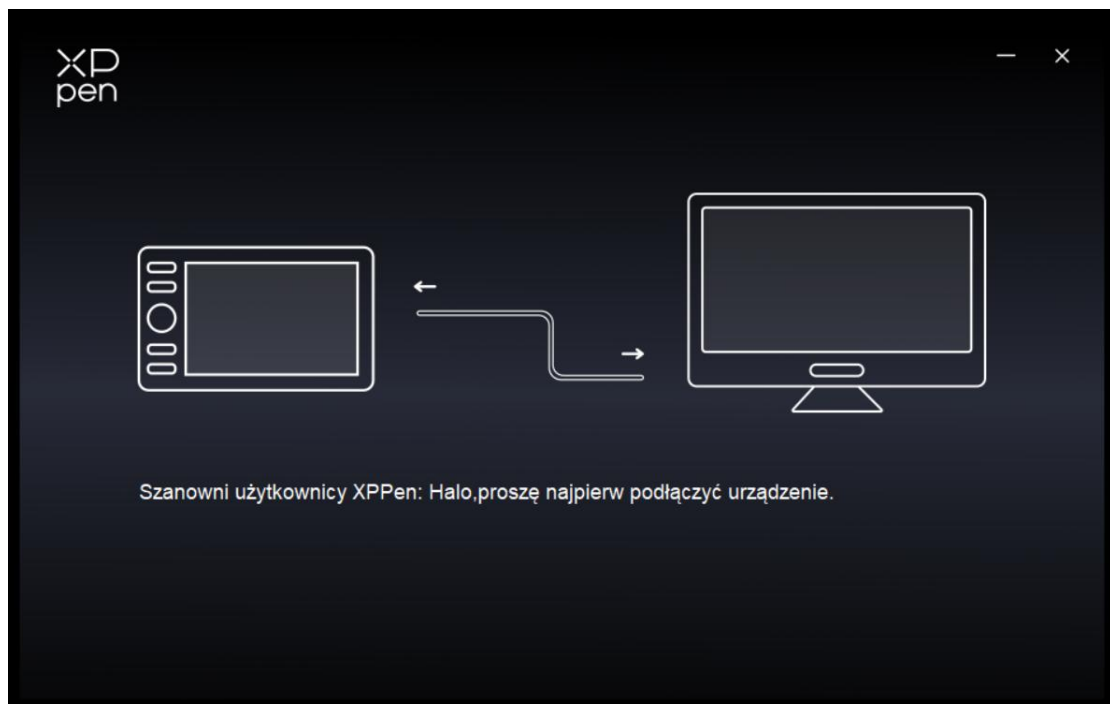 XP
pen
Szanowni użytkownicy XPPen: Halo,proszę najpierw podłączyć urządzenie.